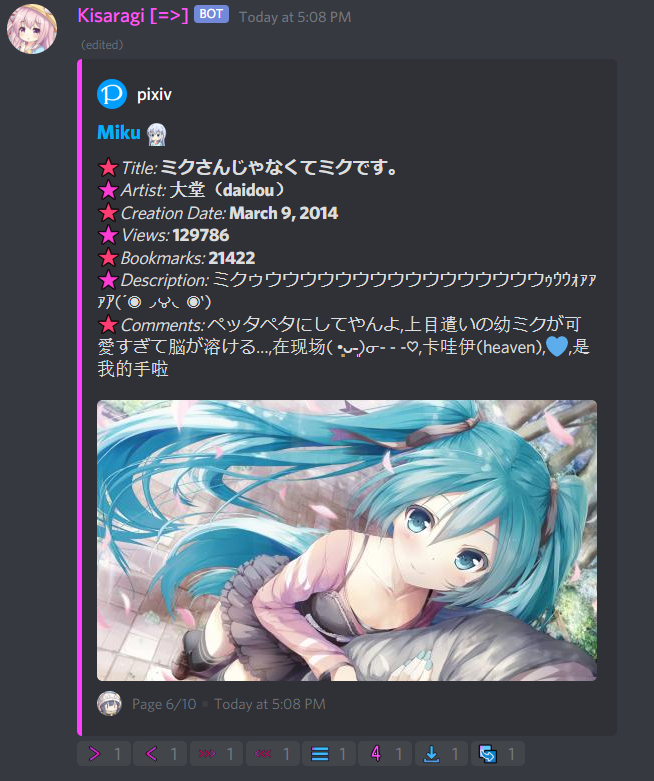 Kisaragi [=>] BOT Today at 5:08 PM
(edited)
pixiv
Miku
Title: ミクさんじゃなくてミクです。
Artist: 大堂（daidou）
Creation Date: March 9, 2014
Views: 129786
Bookmarks: 21422
Description: ミクゥウウウウウウウウウウウウウウウウゥｩｳｳｫｧｧ
ｧｱ(´◉◞౪◟◉‵)
Comments: ペッタペタにしてやんよ,上目遣いの幼ミクが可
愛すぎて脳が溶ける…,在现场( •̤ᴗ-̤)σ- - -♡,卡哇伊(heaven),💙,是
我的手啦
Page 6/10 • Today at 5:08 PM
> 1 < 1 >>> 1 <<< 1 1 4 1 1 1